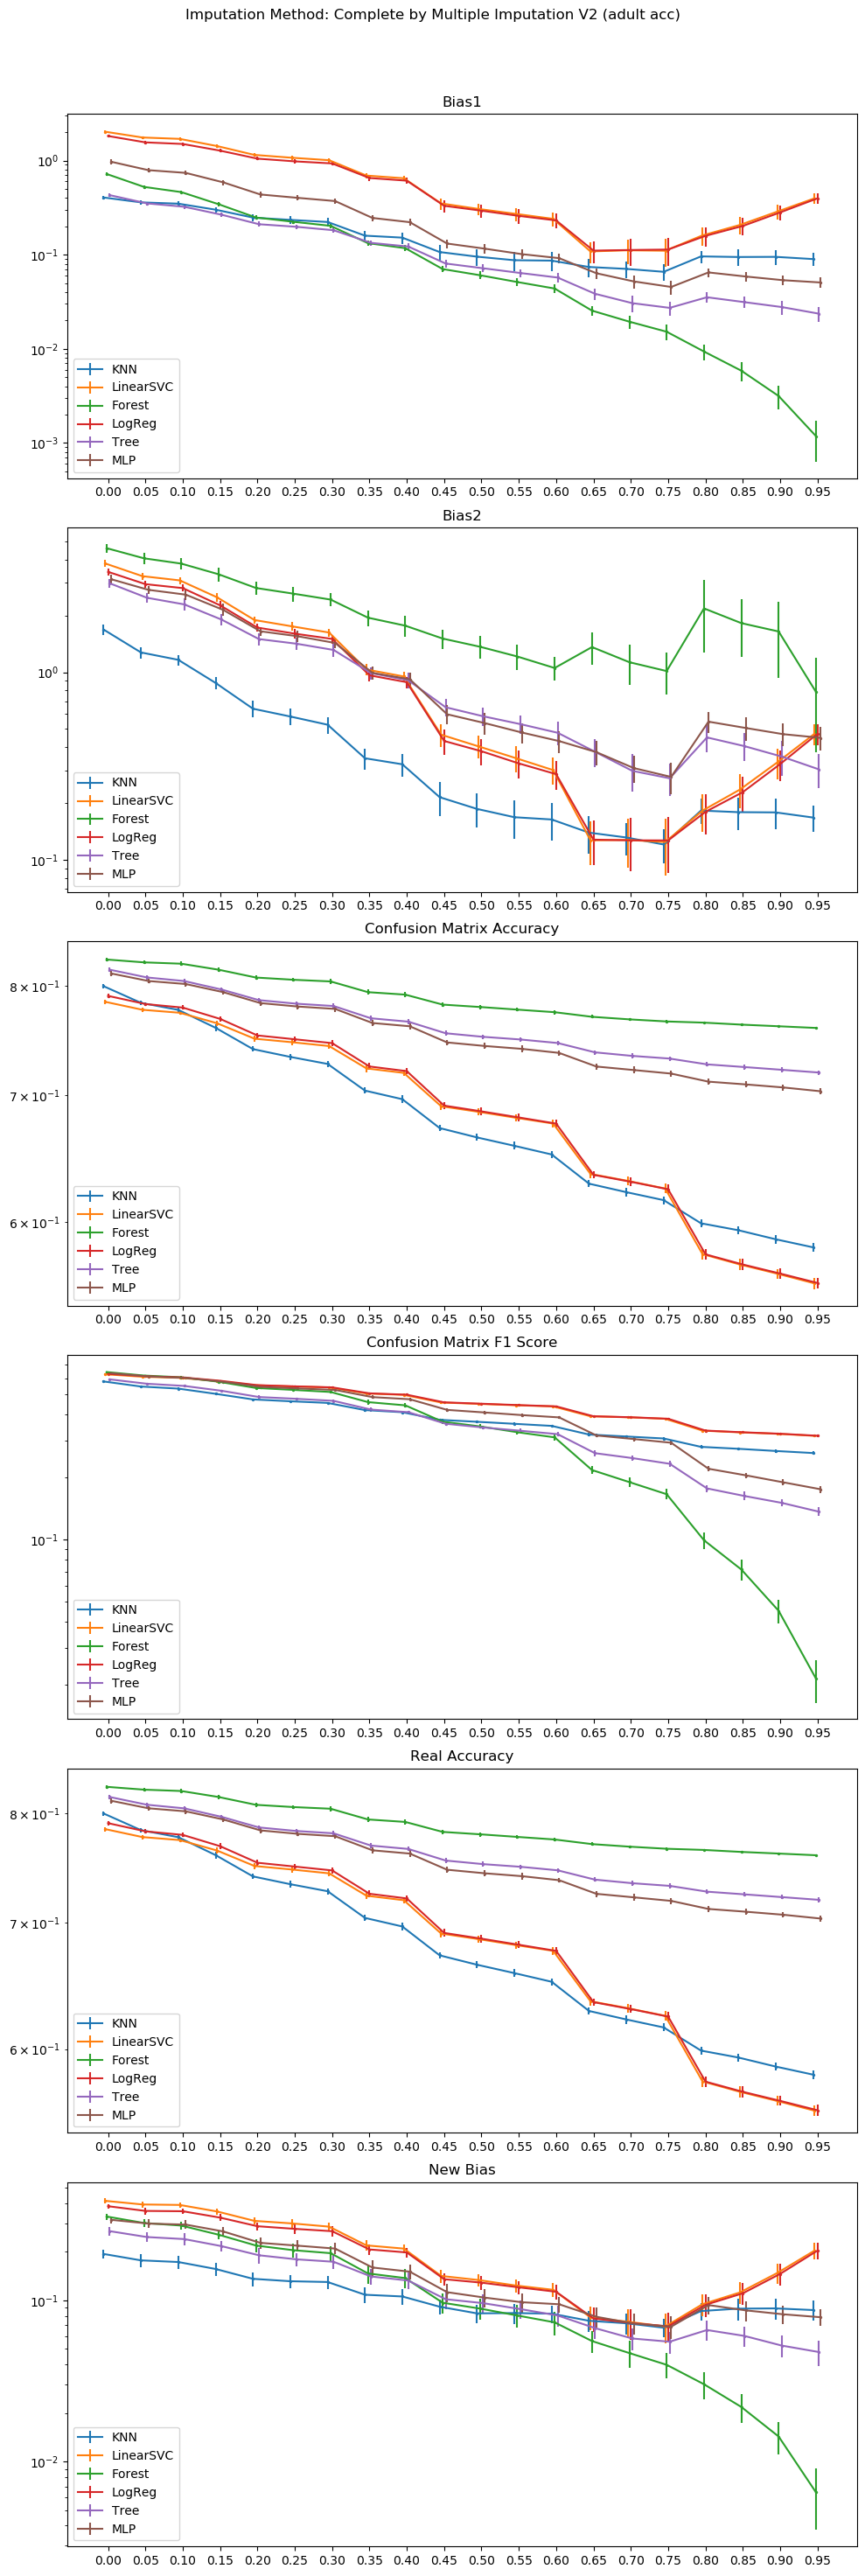 Imputation Method: Complete by Multiple Imputation V2 (adult acc)
Bias1
10⁰
10⁻¹
10⁻²
10⁻³
KNN
LinearSVC
Forest
LogReg
Tree
MLP
0.00 0.05 0.10 0.15 0.20 0.25 0.30 0.35 0.40 0.45 0.50 0.55 0.60 0.65 0.70 0.75 0.80 0.85 0.90 0.95
Bias2
10⁰
10⁻¹
KNN
LinearSVC
Forest
LogReg
Tree
MLP
0.00 0.05 0.10 0.15 0.20 0.25 0.30 0.35 0.40 0.45 0.50 0.55 0.60 0.65 0.70 0.75 0.80 0.85 0.90 0.95
Confusion Matrix Accuracy
8 × 10⁻¹
7 × 10⁻¹
6 × 10⁻¹
KNN
LinearSVC
Forest
LogReg
Tree
MLP
0.00 0.05 0.10 0.15 0.20 0.25 0.30 0.35 0.40 0.45 0.50 0.55 0.60 0.65 0.70 0.75 0.80 0.85 0.90 0.95
Confusion Matrix F1 Score
10⁻¹
KNN
LinearSVC
Forest
LogReg
Tree
MLP
0.00 0.05 0.10 0.15 0.20 0.25 0.30 0.35 0.40 0.45 0.50 0.55 0.60 0.65 0.70 0.75 0.80 0.85 0.90 0.95
Real Accuracy
8 × 10⁻¹
7 × 10⁻¹
6 × 10⁻¹
KNN
LinearSVC
Forest
LogReg
Tree
MLP
0.00 0.05 0.10 0.15 0.20 0.25 0.30 0.35 0.40 0.45 0.50 0.55 0.60 0.65 0.70 0.75 0.80 0.85 0.90 0.95
New Bias
10⁻¹
10⁻²
KNN
LinearSVC
Forest
LogReg
Tree
MLP
0.00 0.05 0.10 0.15 0.20 0.25 0.30 0.35 0.40 0.45 0.50 0.55 0.60 0.65 0.70 0.75 0.80 0.85 0.90 0.95